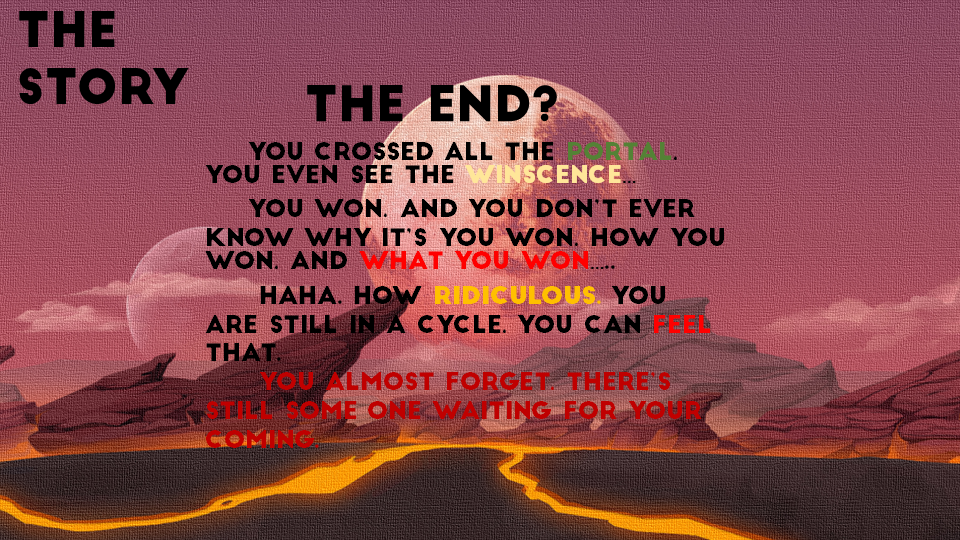 THE
STORY
THE END?
YOU CROSSED ALL THE PORTAL.
YOU EVEN SEE THE WINSCENCE...
YOU WON. AND YOU DON'T EVER
KNOW WHY IT'S YOU WON. HOW YOU
WON. AND WHAT YOU WON.....
HAHA. HOW RIDICULOUS. YOU
ARE STILL IN A CYCLE. YOU CAN FEEL
THAT.
YOU ALMOST FORGET. THERE'S
STILL SOME ONE WAITING FOR YOUR
COMING